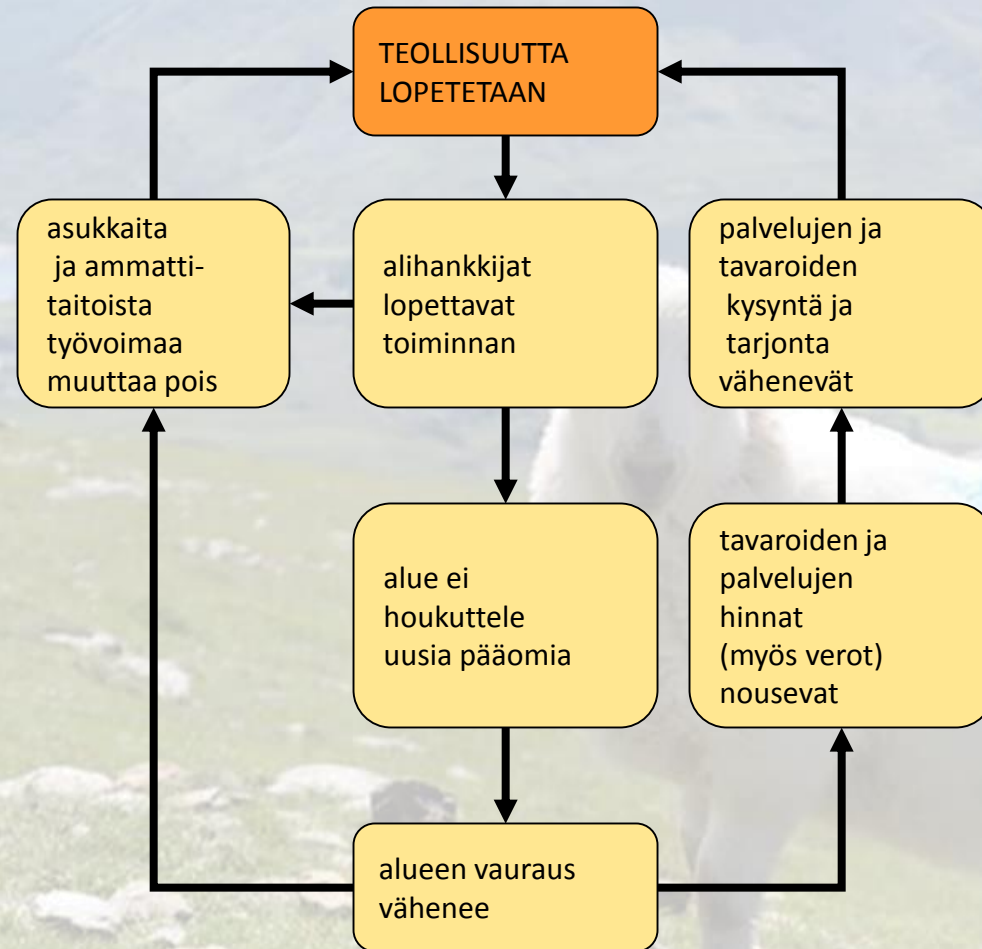 TEOLLISUUTTA
LOPETETAAN
asukkaita
ja ammatti-
taitoista
työvoimaa
muuttaa pois
alihankkijat
lopettavat
toiminnan
palvelujen ja
tavaroiden
kysyntä ja
tarjonta
vähenevät
alue ei
houkuttele
uusia pääomia
tavaroiden ja
palvelujen
hinnat
(myös verot)
nousevat
alueen vauraus
vähenee